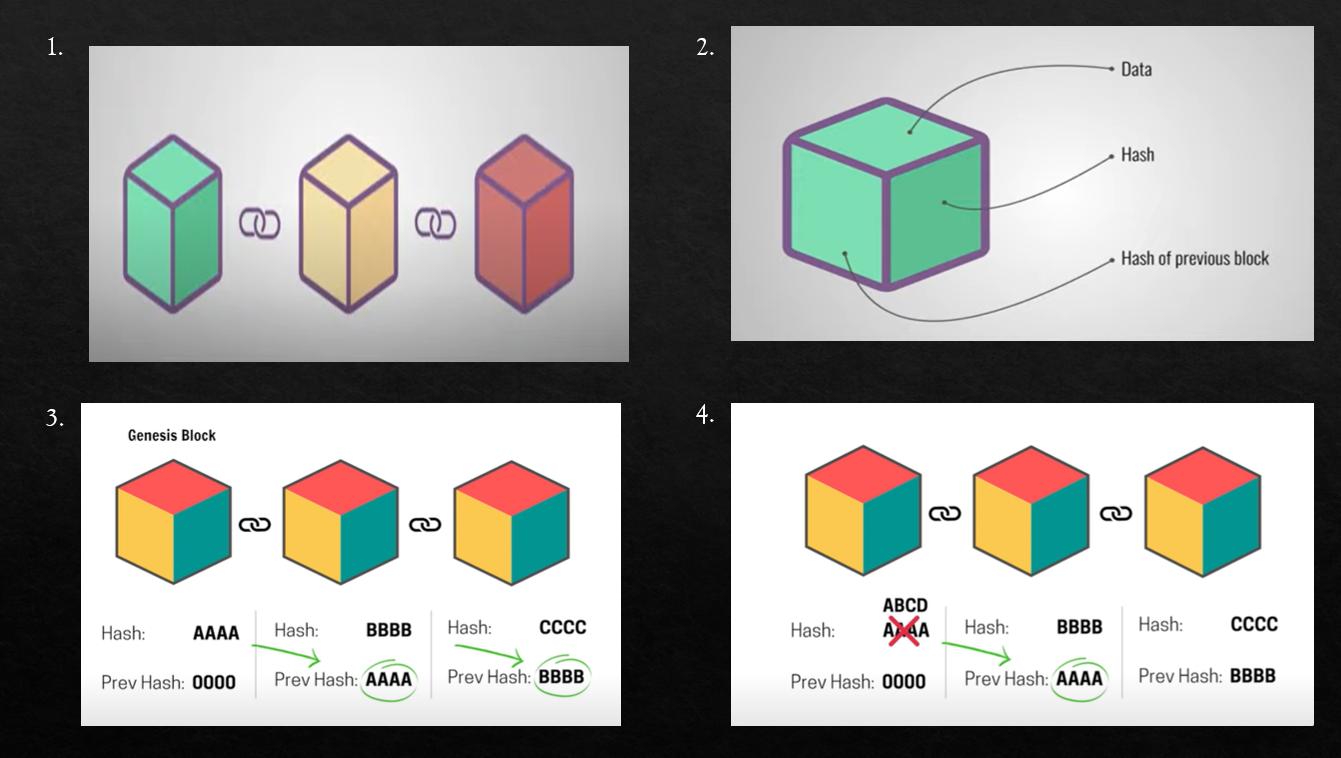 1.
2.
Data
Hash
Hash of previous block
3.
Genesis Block
Hash: AAAA
Prev Hash: 0000
Hash: BBBB
Prev Hash: AAAA
Hash: CCCC
Prev Hash: BBBB
4.
ABCD
Hash: AAAA
Prev Hash: 0000
Hash: BBBB
Prev Hash: AAAA
Hash: CCCC
Prev Hash: BBBB